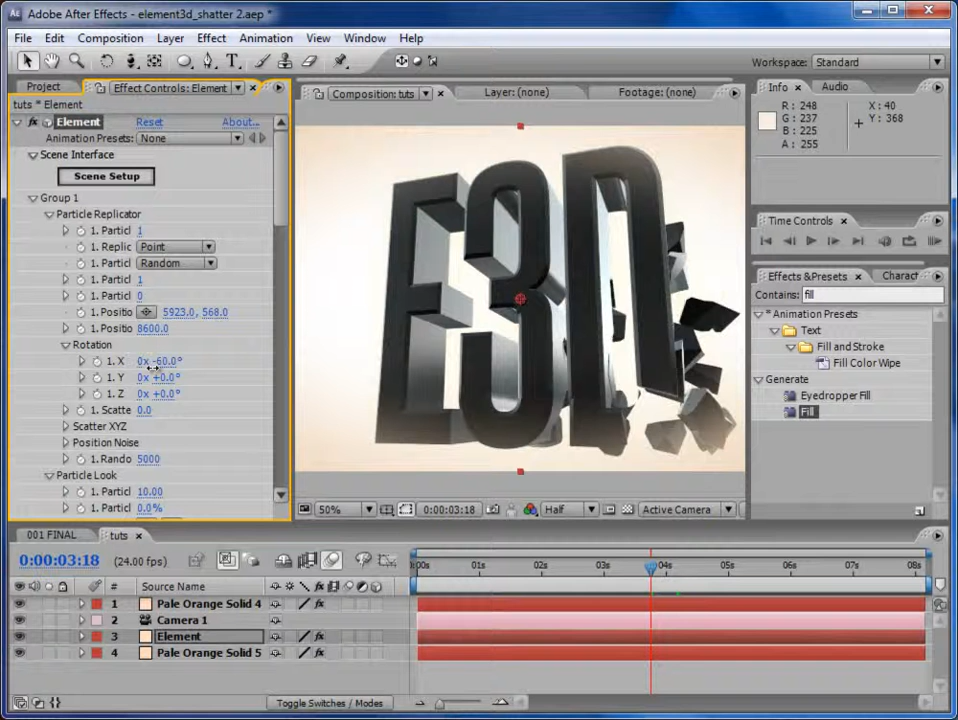 Adobe After Effects - element3d_shatter 2.aep *
File Edit Composition Layer Effect Animation View Window Help
Workspace: Standard
Project Effect Controls: Element
Composition: tuts Layer: (none) Footage: (none)
Info Audio
tuts * Element
Element Reset About...
Animation Presets: None
Scene Interface
Scene Setup
Group 1
Particle Replicator
1. Particl 1
1. Replic Point
1. Particl Random
1. Particl 1
1. Particl 0
1. Positio 5923.0, 568.0
1. Positio 8600.0
Rotation
1. X 0x -60.0°
1. Y 0x +0.0°
1. Z 0x +0.0°
1. Scatte 0.0
Scatter XYZ
Position Noise
1. Rando 5000
Particle Look
1. Particl 10.00
1. Particl 0.0%
E3D
50% 0:00:03:18 Half Active Camera
R: 248 X: 40
G: 237 Y: 368
B: 225
A: 255
Time Controls
Effects & Presets Charact
Contains: fill
* Animation Presets
Text
Fill and Stroke
Fill Color Wipe
Generate
Eyedropper Fill
Fill
001 FINAL tuts
0:00:03:18 (24.00 fps)
:00s 01s 02s 03s 04s 05s 06s 07s 08s
# Source Name
1 Pale Orange Solid 4
2 Camera 1
3 Element
4 Pale Orange Solid 5
Toggle Switches / Modes